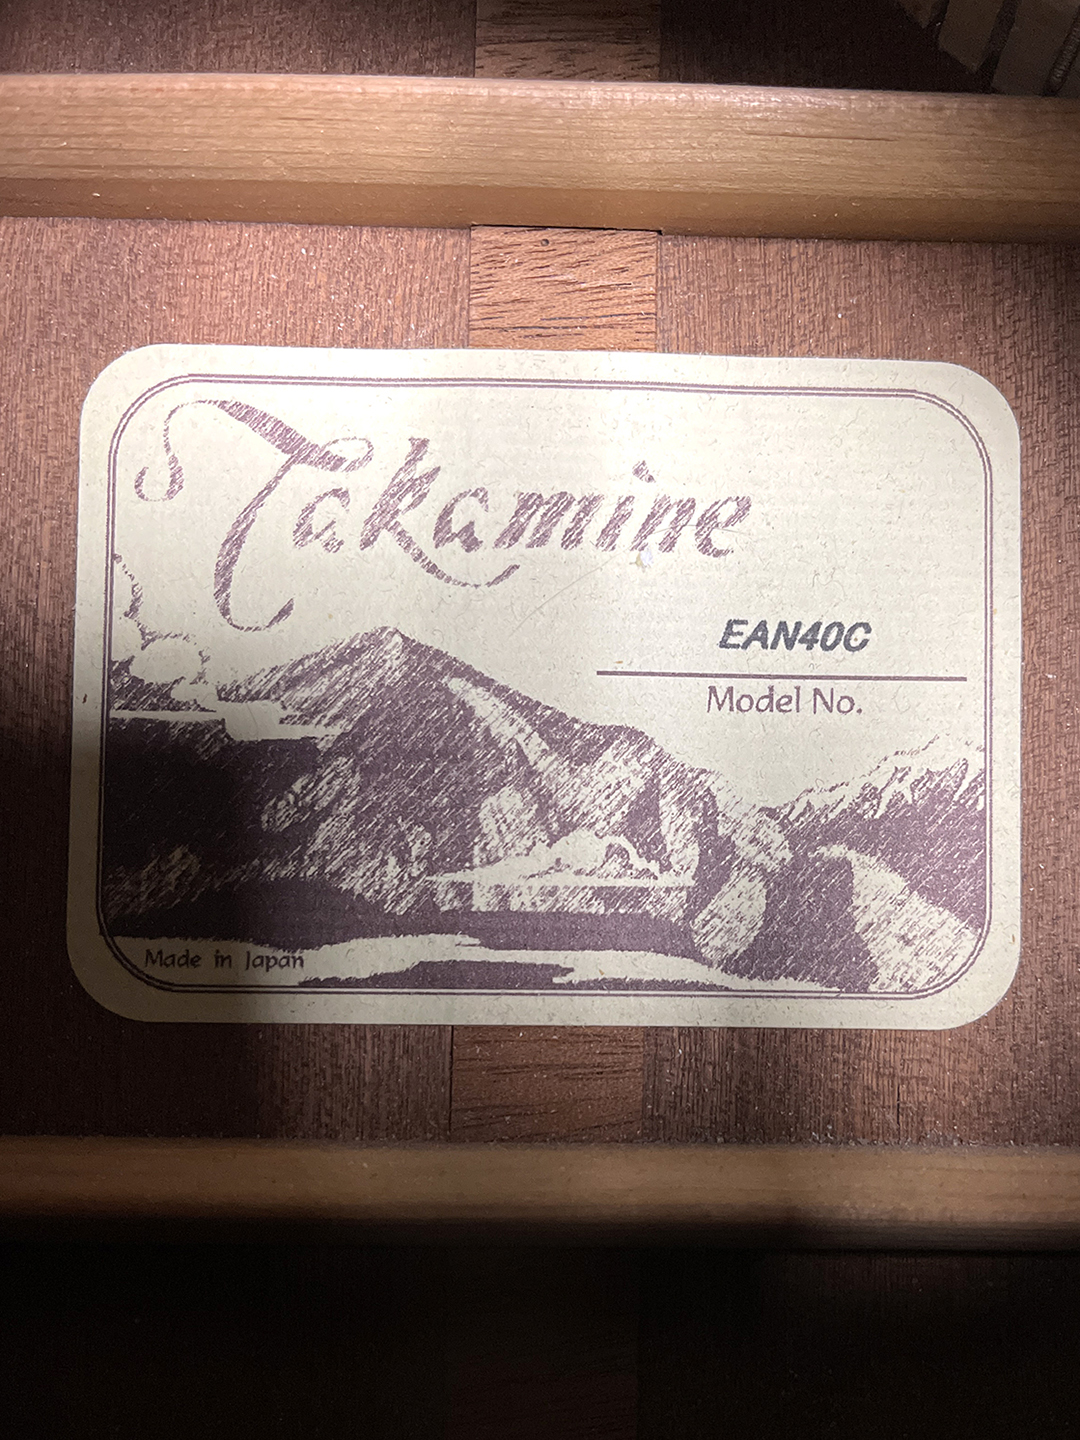 Takamine
EAN40C
Model No.
Made in Japan